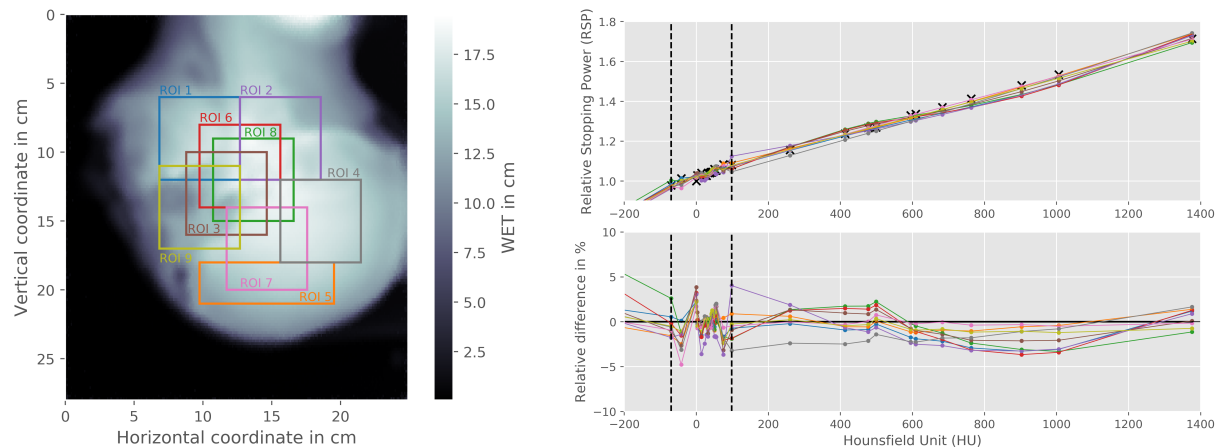 0
5
10
15
20
25
Vertical coordinate in cm
ROI 1
ROI 2
ROI 6
ROI 8
ROI 4
ROI 3
ROI 9
ROI 7
ROI 5
0 5 10 15 20
Horizontal coordinate in cm
17.5
15.0
12.5
10.0
7.5
5.0
2.5
WET in cm
1.8
1.6
1.4
1.2
1.0
Relative Stopping Power (RSP)
−200 0 200 400 600 800 1000 1200 1400
10
5
0
−5
−10
Relative difference in %
−200 0 200 400 600 800 1000 1200 1400
Hounsfield Unit (HU)